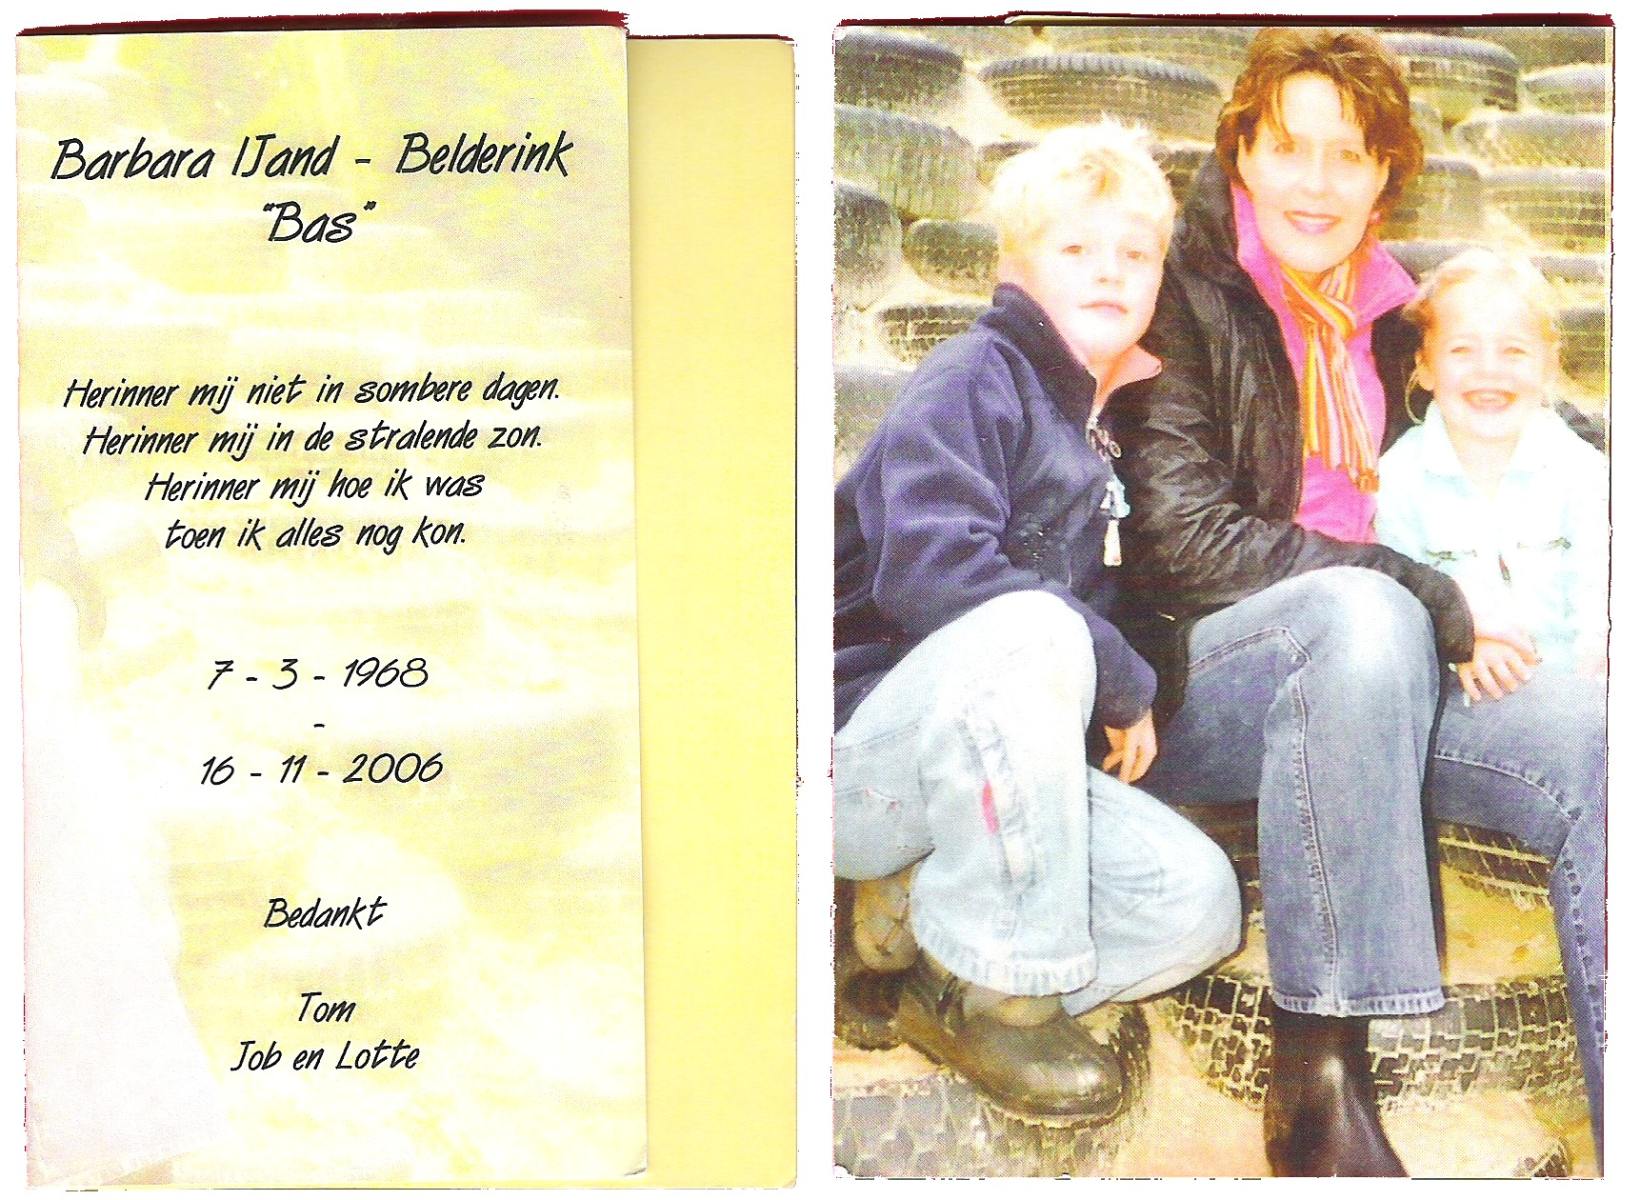 Barbara IJand - Belderink
"Bas"
Herinner mij niet in sombere dagen.
Herinner mij in de stralende zon.
Herinner mij hoe ik was
toen ik alles nog kon.
7 - 3 - 1968
-
16 - 11 - 2006
Bedankt
Tom
Job en Lotte